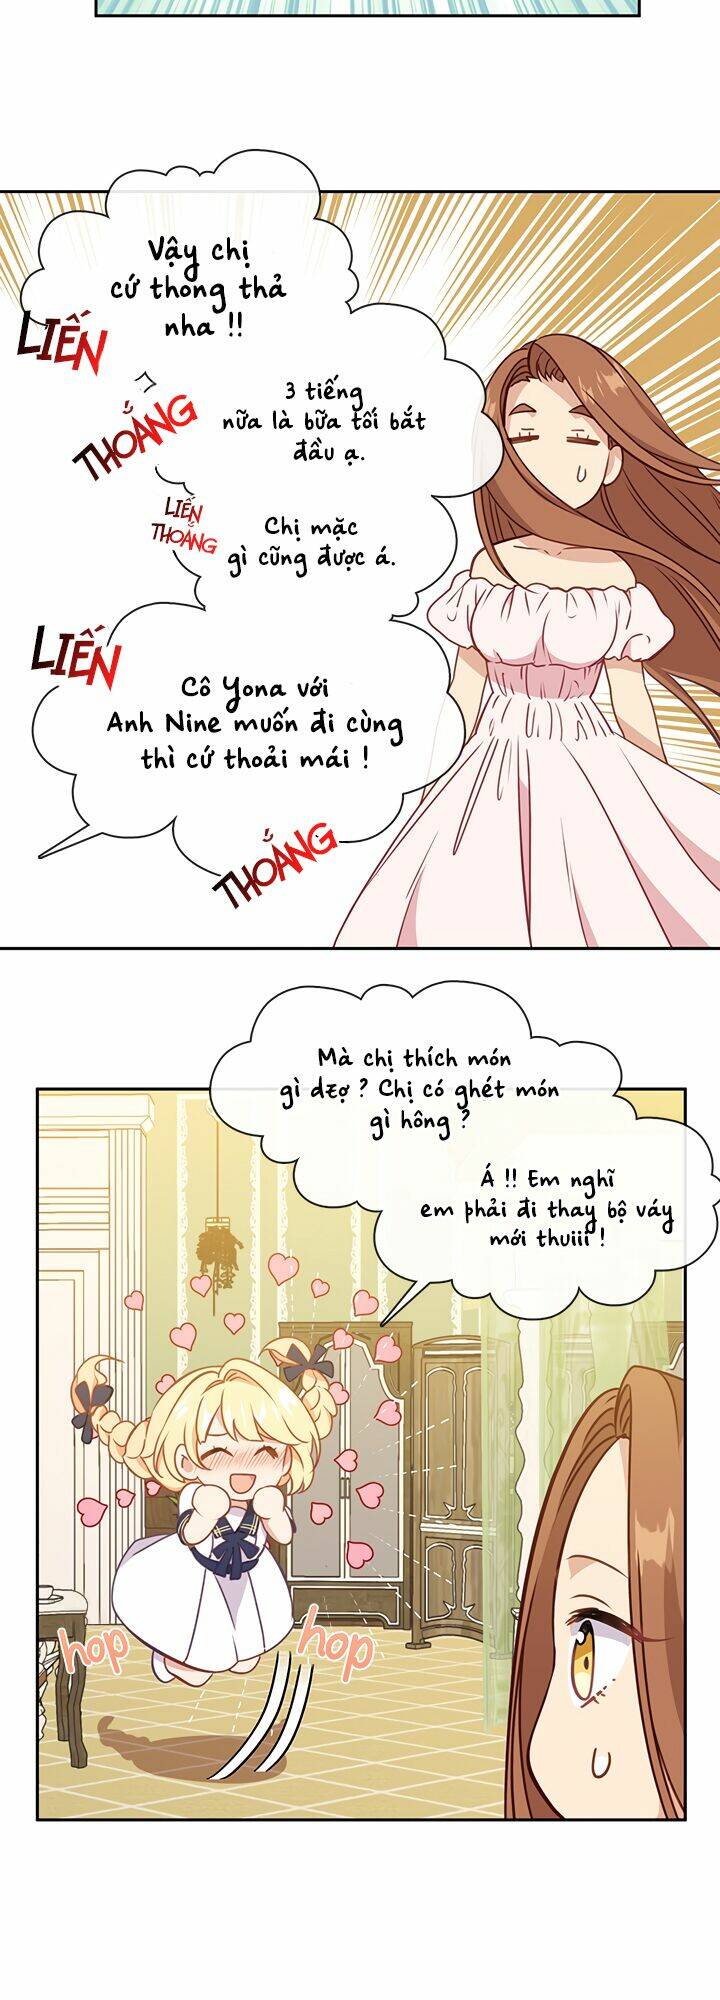 Vậy chị
cứ thong thả
nha !!
LIẾN
THOẮNG
3 tiếng
nữa là bữa tối bắt
đầu ạ.
LIẾN
THOẮNG
Chị mặc
gì cũng được á.
LIẾN
Cô Yona với
Anh Nine muốn đi cùng
thì cứ thoải mái !
THOẮNG
Mà chị thích món
gì dzợ ? Chị có ghét món
gì hông ?
Á !! Em nghĩ
em phải đi thay bộ váy
mới thuiii !
hop
hop